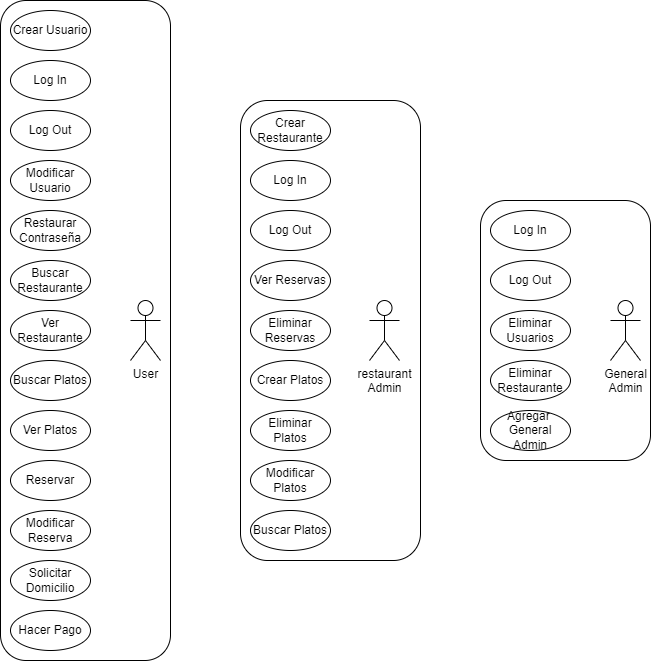 Crear Usuario
Log In
Log Out
Modificar
Usuario
Restaurar
Contraseña
Buscar
Restaurante
Ver
Restaurante
Buscar Platos
Ver Platos
Reservar
Modificar
Reserva
Solicitar
Domicilio
Hacer Pago
User
Crear
Restaurante
Log In
Log Out
Ver Reservas
Eliminar
Reservas
Crear Platos
Eliminar
Platos
Modificar
Platos
Buscar Platos
restaurant
Admin
Log In
Log Out
Eliminar
Usuarios
Eliminar
Restaurante
Agregar
General
Admin
General
Admin